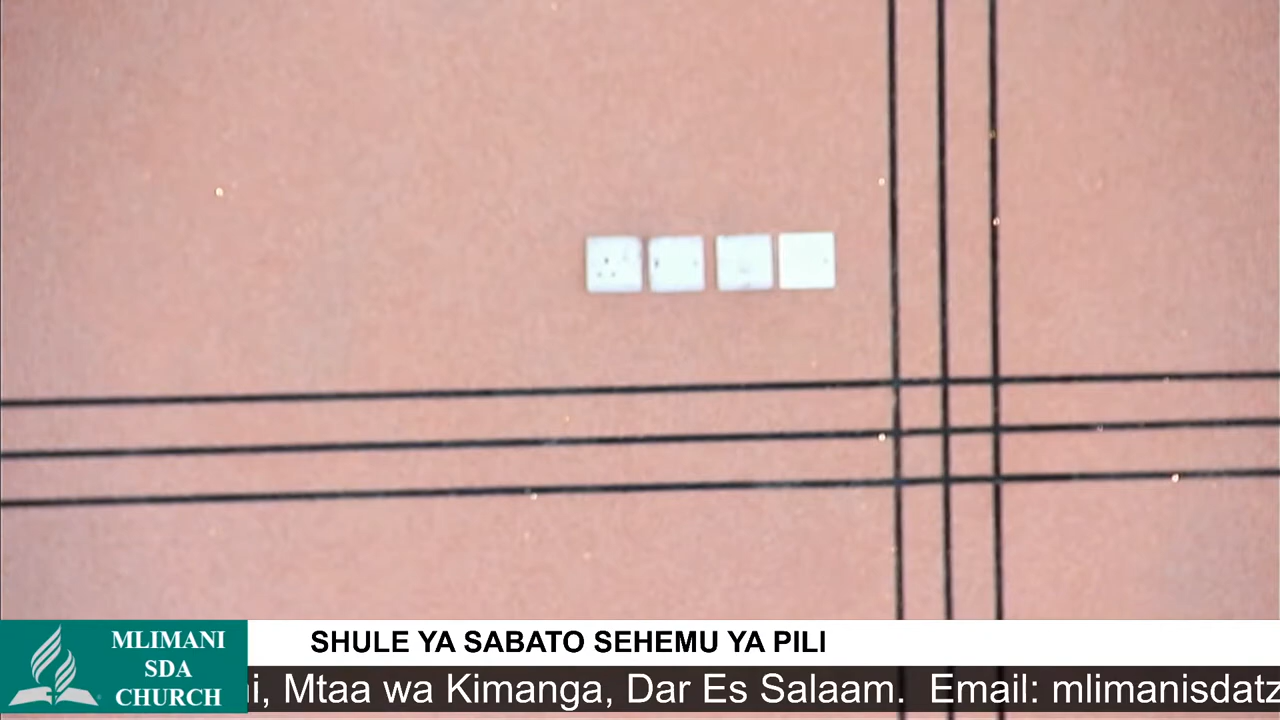 MLIMANI
SDA
CHURCH
SHULE YA SABATO SEHEMU YA PILI
Mtaa wa Kimanga, Dar Es Salaam. Email: mlimanisdatz